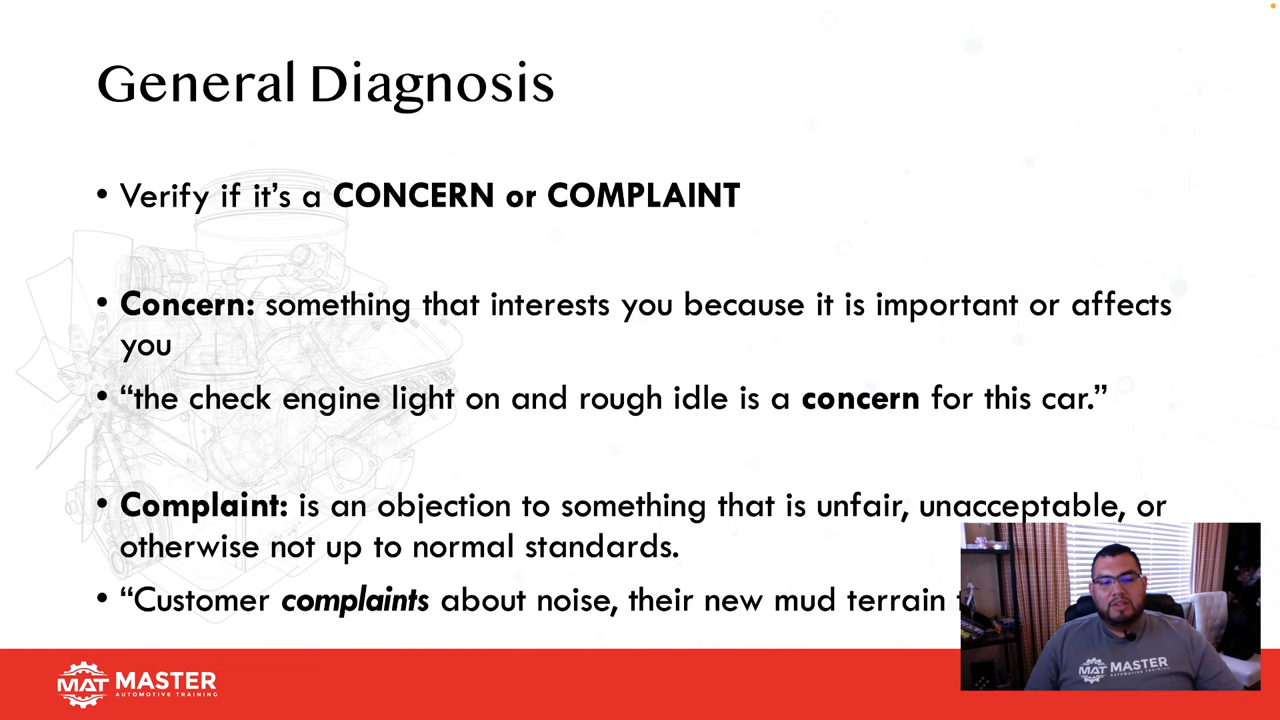 General Diagnosis
• Verify if it’s a CONCERN or COMPLAINT
• Concern: something that interests you because it is important or affects
you
• “the check engine light on and rough idle is a concern for this car.”
• Complaint: is an objection to something that is unfair, unacceptable, or
otherwise not up to normal standards.
• “Customer complaints about noise, their new mud terrain
MAT MASTER
AUTOMOTIVE TRAINING
MAT MASTER
AUTOMOTIVE TRAINING